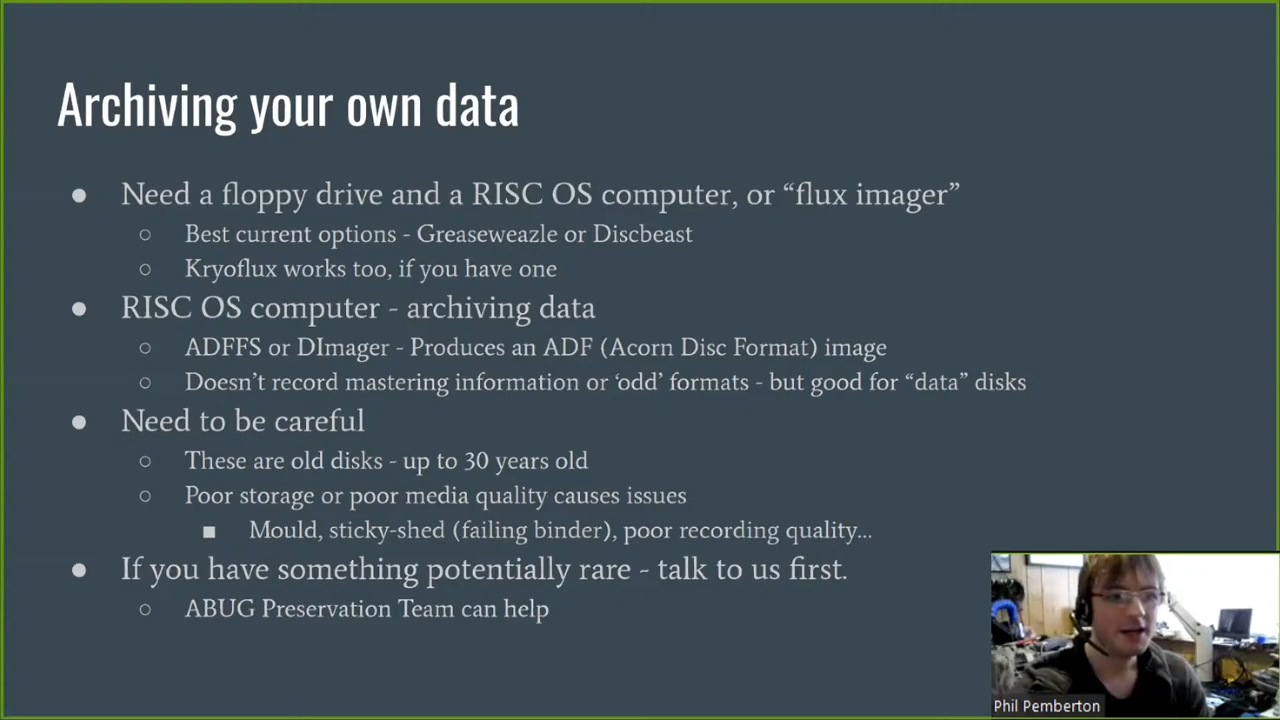 Archiving your own data
● Need a floppy drive and a RISC OS computer, or “flux imager”
○ Best current options - Greaseweazle or Discbeast
○ Kryoflux works too, if you have one
● RISC OS computer - archiving data
○ ADFFS or DImager - Produces an ADF (Acorn Disc Format) image
○ Doesn’t record mastering information or ‘odd’ formats - but good for “data” disks
● Need to be careful
○ These are old disks - up to 30 years old
○ Poor storage or poor media quality causes issues
■ Mould, sticky-shed (failing binder), poor recording quality...
● If you have something potentially rare - talk to us first.
○ ABUG Preservation Team can help
Phil Pemberton